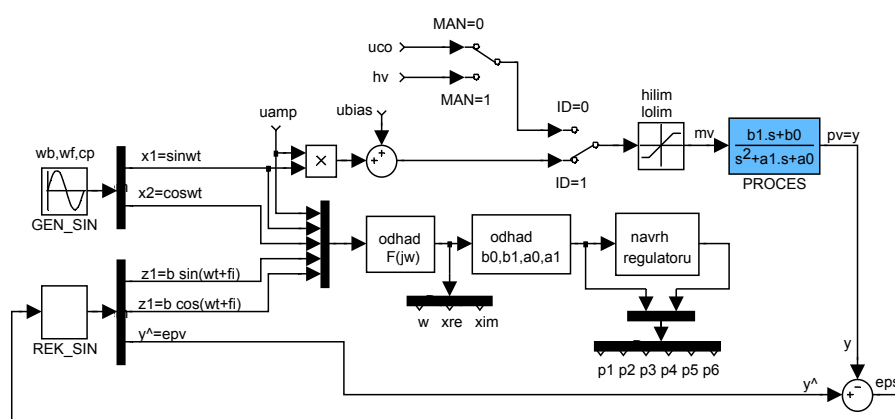 MAN=0
uco
hv
MAN=1
hilim
lolim
ID=0
uamp
ubias
mv
b1.s+b0
s2+a1.s+a0
pv=y
PROCES
wb,wf,cp
x1=sinwt
×
+
+
ID=1
x2=coswt
GEN_SIN
odhad
F(jw)
odhad
b0,b1,a0,a1
navrh
regulatoru
z1=b sin(wt+fi)
z1=b cos(wt+fi)
w xre xim
REK_SIN
y^=epv
p1 p2 p3 p4 p5 p6
y
y^
+
−
eps